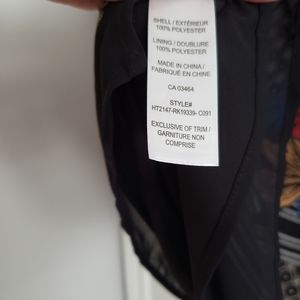 SHELL / EXTÉRIEUR
100% POLYESTER
LINING / DOUBLURE
100% POLYESTER
MADE IN CHINA /
FABRIQUÉ EN CHINE
CA 03464
STYLE#
HT2147-RK19339- C091
EXCLUSIVE OF TRIM /
GARNITURE NON
COMPRISE